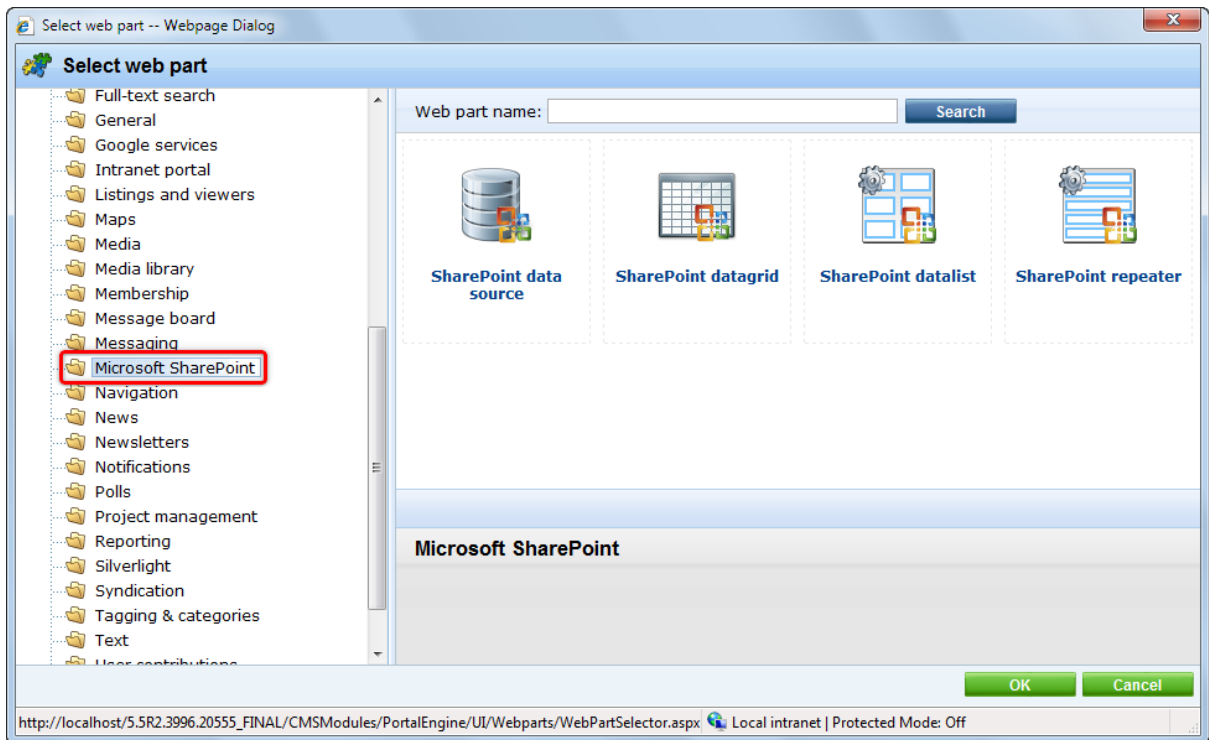 Select web part -- Webpage Dialog
Select web part
Full-text search
General
Google services
Intranet portal
Listings and viewers
Maps
Media
Media library
Membership
Message board
Messaging
Microsoft SharePoint
Navigation
News
Newsletters
Notifications
Polls
Project management
Reporting
Silverlight
Syndication
Tagging & categories
Text
User contributions
Web part name:
Search
SharePoint data
source
SharePoint datagrid
SharePoint datalist
SharePoint repeater
Microsoft SharePoint
OK
Cancel
http://localhost/5.5R2.3996.20555_FINAL/CMSModules/PortalEngine/UI/Webparts/WebPartSelector.aspx
Local intranet | Protected Mode: Off